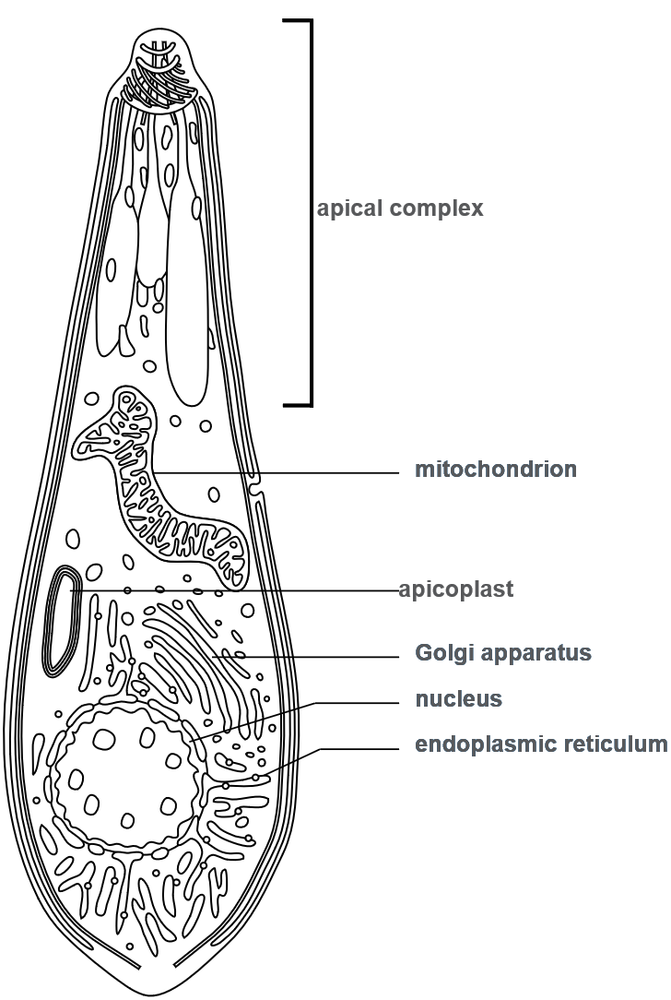 apical complex
mitochondrion
apicoplast
Golgi apparatus
nucleus
endoplasmic reticulum